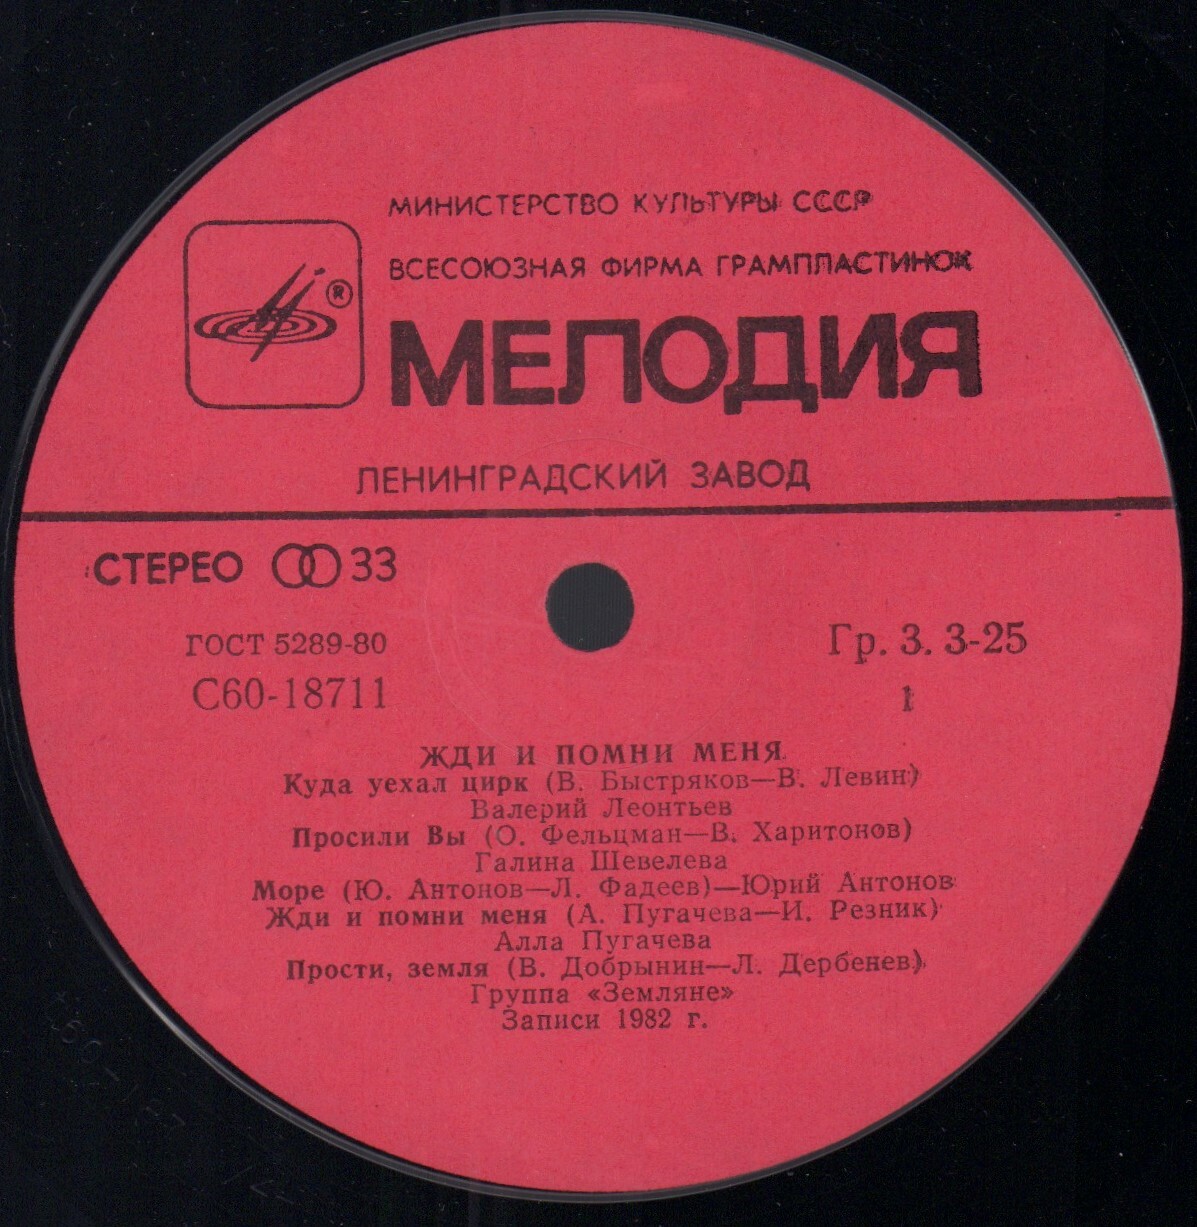 МИНИСТЕРСТВО КУЛЬТУРЫ СССР
ВСЕСОЮЗНАЯ ФИРМА ГРАМПЛАСТИНОК
®
МЕЛОДИЯ
ЛЕНИНГРАДСКИЙ ЗАВОД
СТЕРЕО 33
ГОСТ 5289-80
Гр. 3. 3-25
С60-18711
1
ЖДИ И ПОМНИ МЕНЯ
Куда уехал цирк (В. Быстряков—В. Левин)
Валерий Леонтьев
Просили Вы (О. Фельцман—В. Харитонов)
Галина Шевелева
Море (Ю. Антонов—Л. Фадеев)—Юрий Антонов
Жди и помни меня (А. Пугачева—И. Резник)
Алла Пугачева
Прости, земля (В. Добрынин—Л. Дербенев)
Группа «Земляне»
Записи 1982 г.